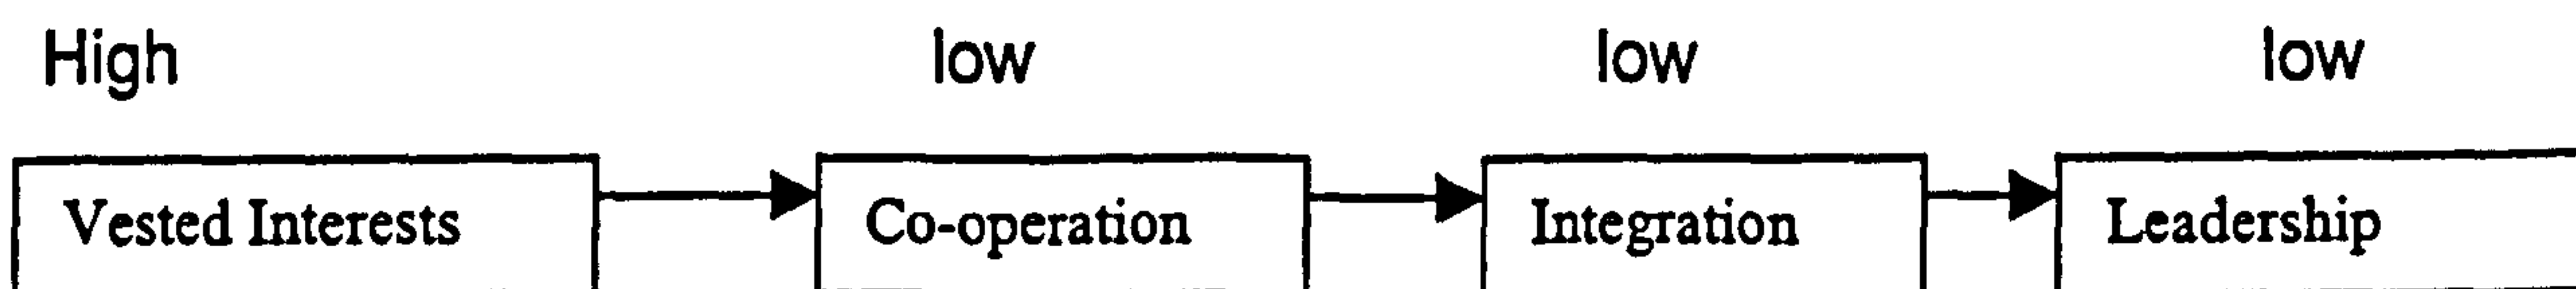 High low low low
Vested Interests Co-operation Integration Leadership